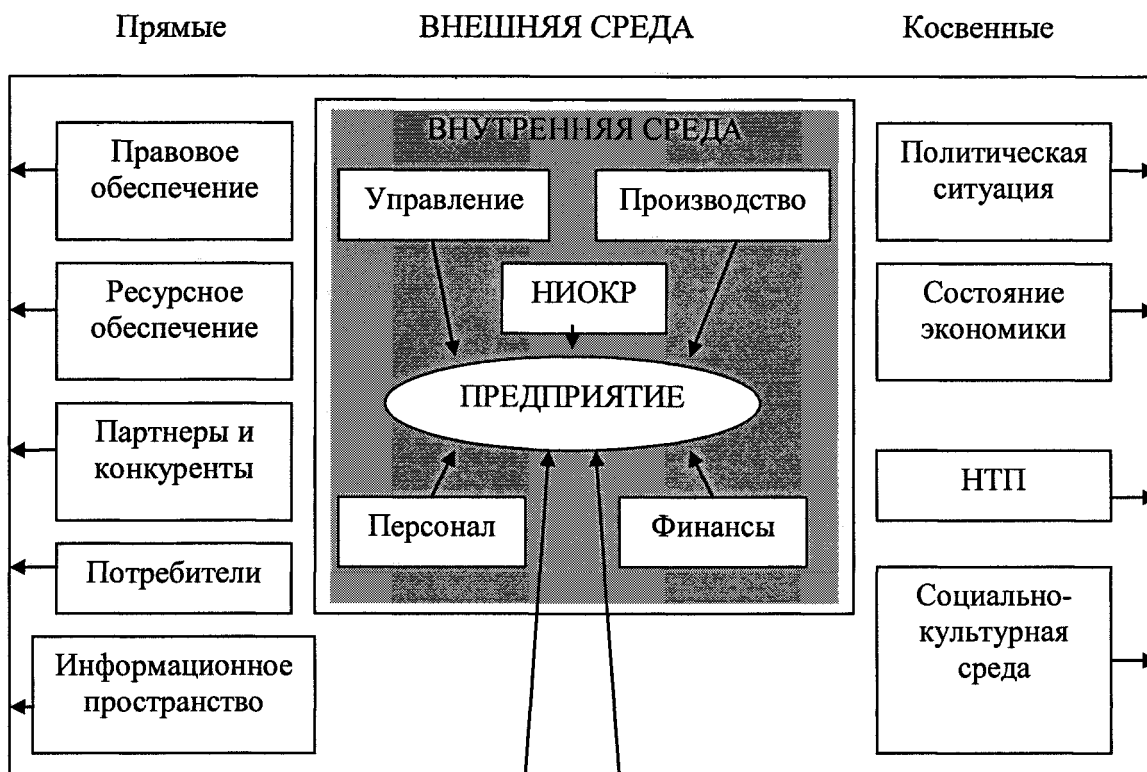 Прямые
ВНЕШНЯЯ СРЕДА
Косвенные
Правовое
обеспечение
Ресурсное
обеспечение
Партнеры и
конкуренты
Потребители
Информационное
пространство
ВНУТРЕННЯЯ СРЕДА
Управление
Производство
НИОКР
ПРЕДПРИЯТИЕ
Персонал
Финансы
Политическая
ситуация
Состояние
экономики
НТП
Социально-
культурная
среда